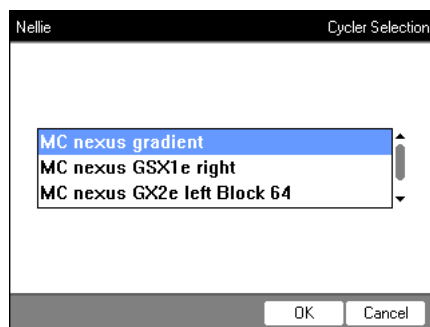 Nellie Cycler Selection
MC nexus gradient
MC nexus GSX1e right
MC nexus GX2e left Block 64
OK Cancel